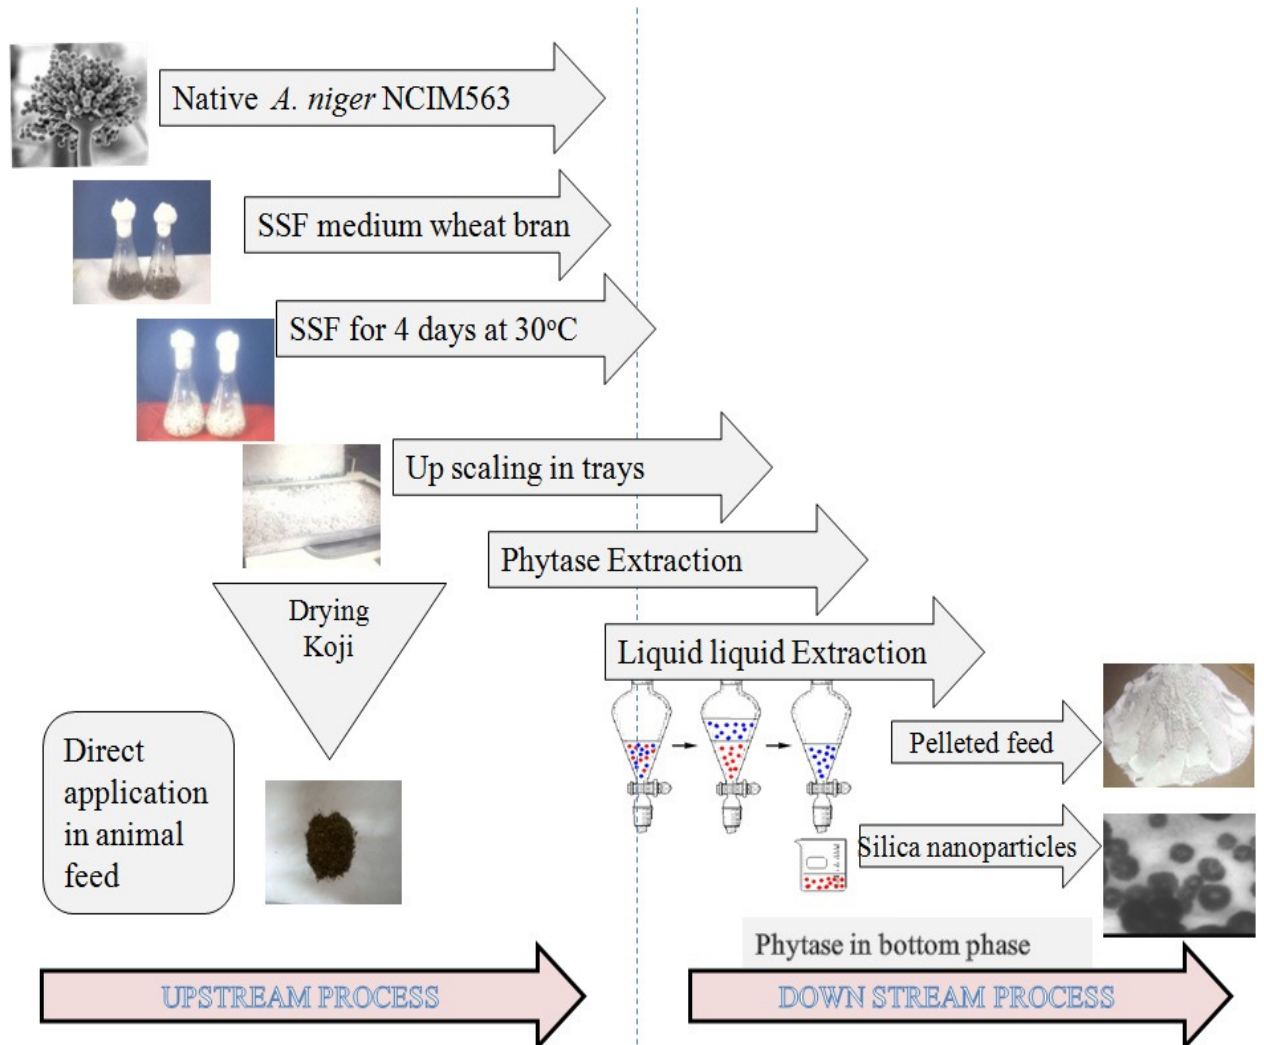 Native A. niger NCIM563
SSF medium wheat bran
SSF for 4 days at 30°C
Up scaling in trays
Phytase Extraction
Drying
Koji
Liquid liquid Extraction
Direct
application
in animal
feed
Pelleted feed
Silica nanoparticles
Phytase in bottom phase
UPSTREAM PROCESS
DOWN STREAM PROCESS